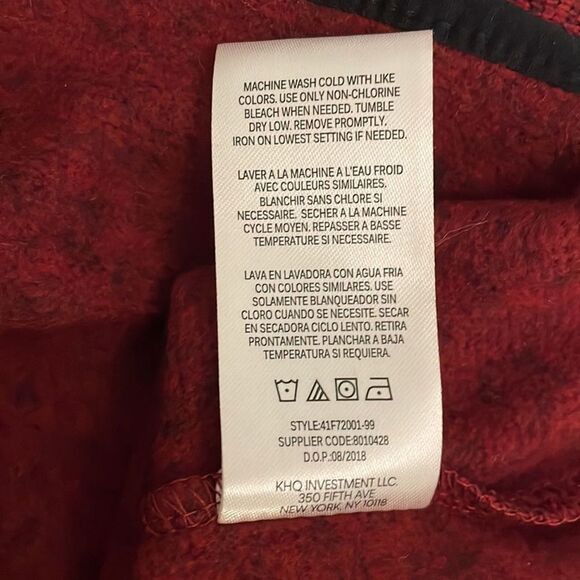 MACHINE WASH COLD WITH LIKE
COLORS. USE ONLY NON-CHLORINE
BLEACH WHEN NEEDED. TUMBLE
DRY LOW. REMOVE PROMPTLY.
IRON ON LOWEST SETTING IF NEEDED.
LAVER A LA MACHINE A L'EAU FROID
AVEC COULEURS SIMILAIRES.
BLANCHIR SANS CHLORE SI
NECESSAIRE. SECHER A LA MACHINE
CYCLE MOYEN. REPASSER A BASSE
TEMPERATURE SI NECESSAIRE.
LAVA EN LAVADORA CON AGUA FRIA
CON COLORES SIMILARES. USE
SOLAMENTE BLANQUEADOR SIN
CLORO CUANDO SE NECESITE. SECAR
EN SECADORA CICLO LENTO. RETIRA
PRONTAMENTE. PLANCHAR A BAJA
TEMPERATURA SI REQUIERA.
STYLE:41F72001-99
SUPPLIER CODE:8010428
D.O.P.:08/2018
KHQ INVESTMENT LLC
350 FIFTH AVE
NEW YORK, NY 10118